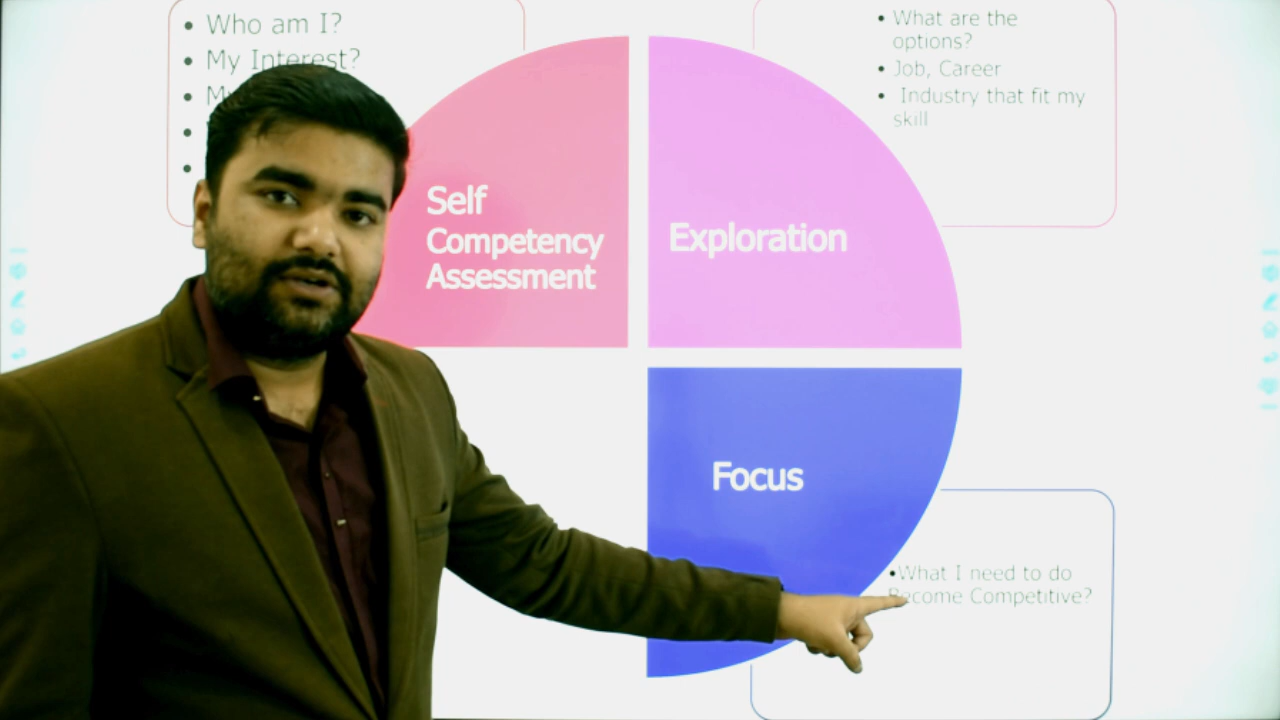 • Who am I?
• My Interest?
•
•
•
Self
Competency
Assessment
Exploration
• What are the
options?
• Job, Career
• Industry that fit my
skill
Focus
•What I need to do
Become Competitive?